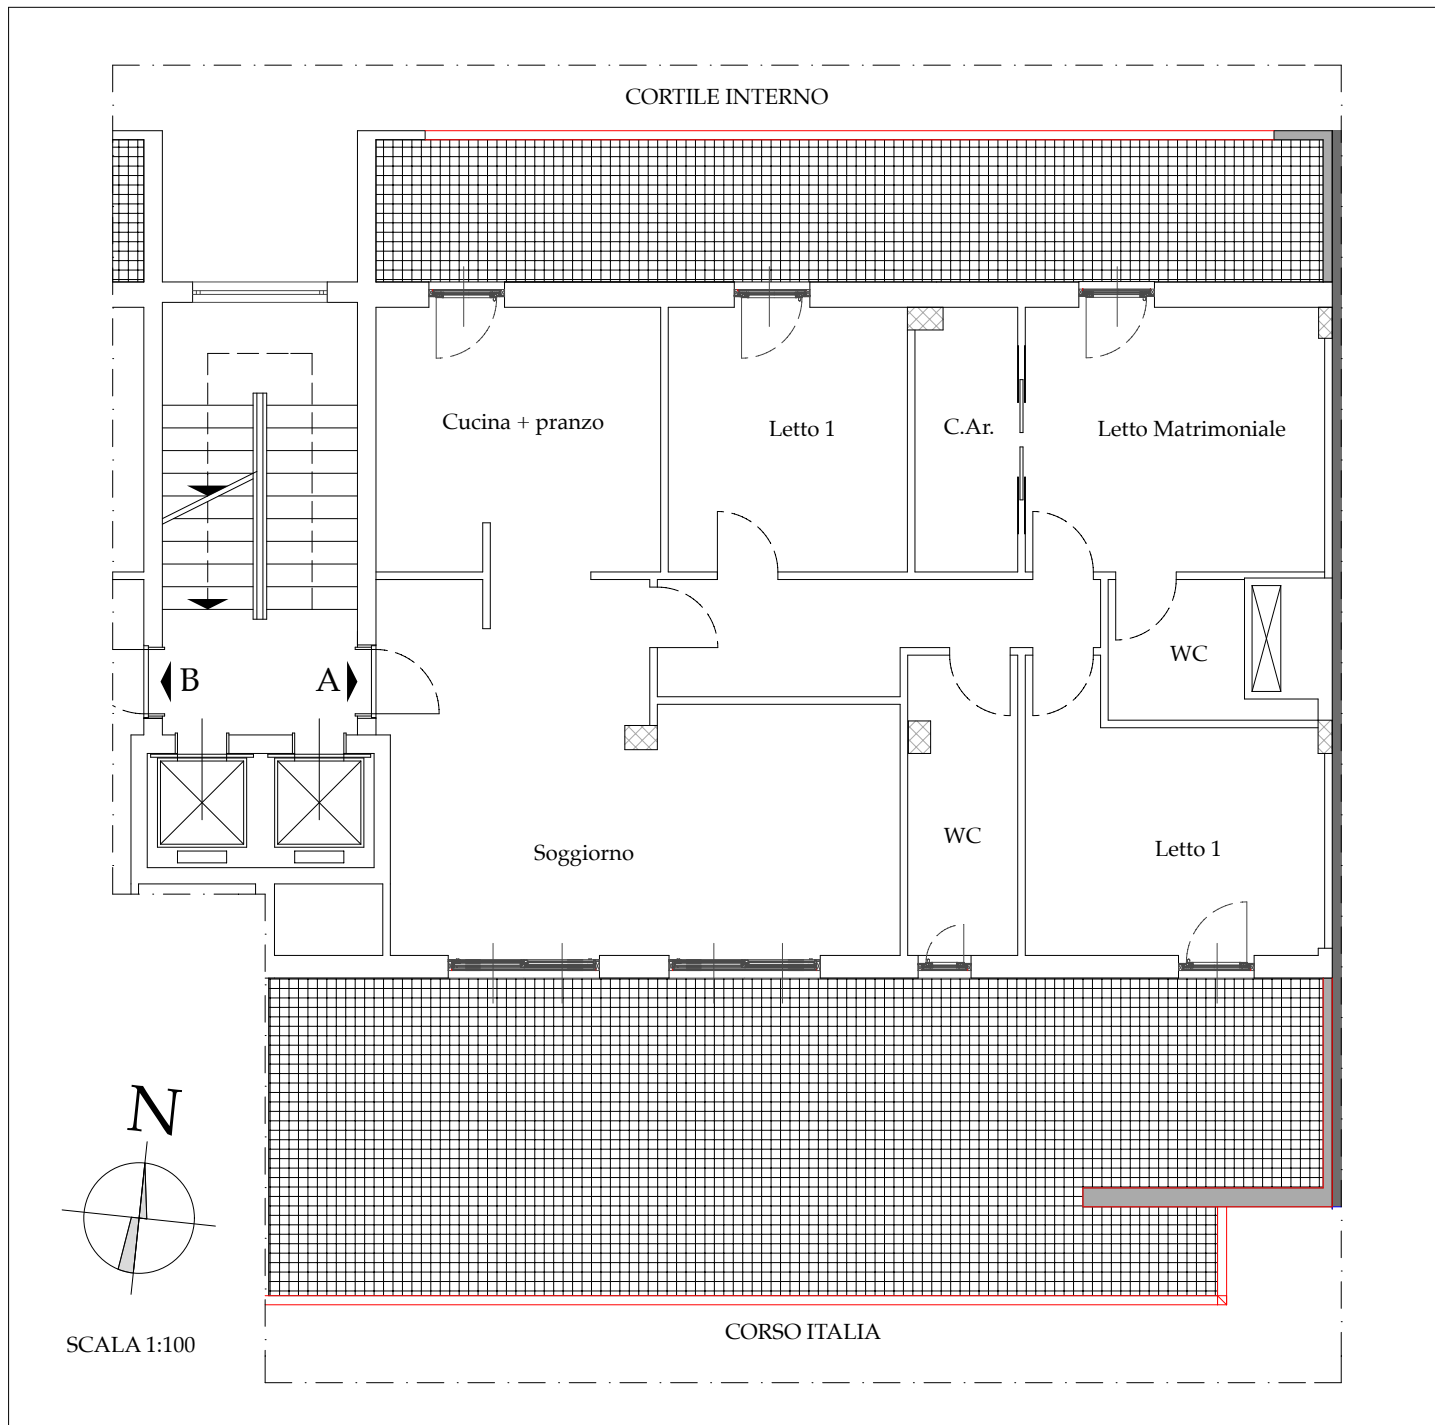 CORTILE INTERNO
Cucina + pranzo
Letto 1
C.Ar.
Letto Matrimoniale
B
A
WC
WC
Soggiorno
Letto 1
N
SCALA 1:100
CORSO ITALIA